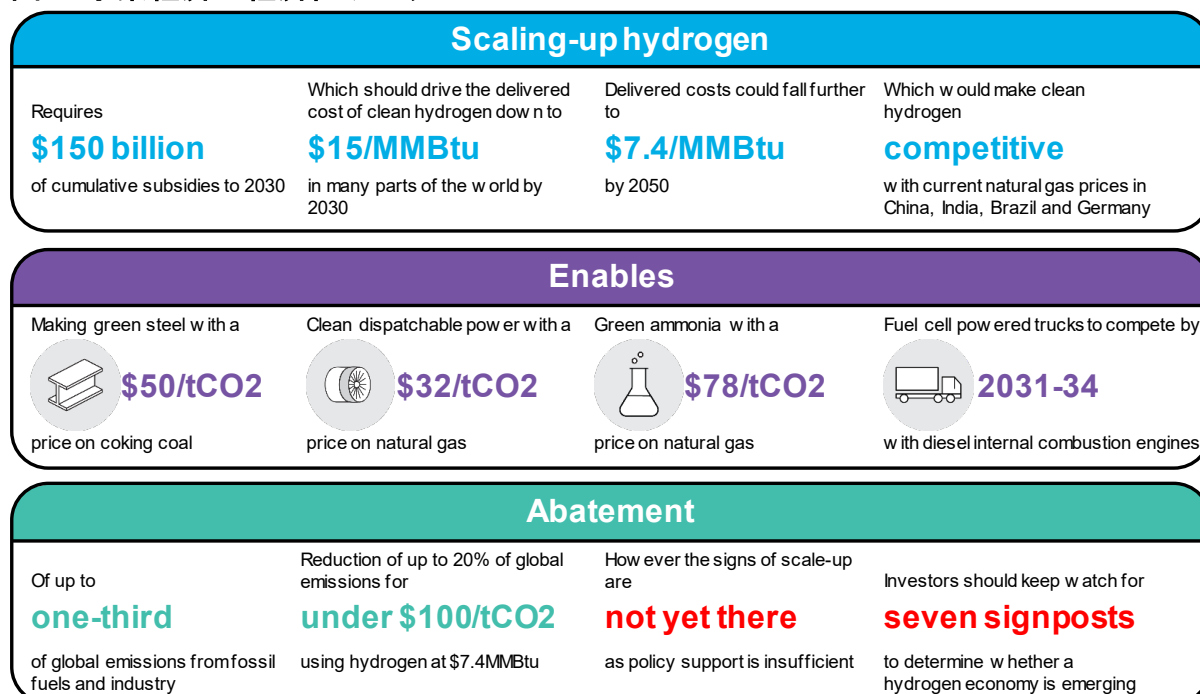 Scaling-up hydrogen
Requires
$150 billion
of cumulative subsidies to 2030
Which should drive the delivered
cost of clean hydrogen down to
$15/MMBtu
in many parts of the world by
2030
Delivered costs could fall further
to
$7.4/MMBtu
by 2050
Which would make clean
hydrogen
competitive
with current natural gas prices in
China, India, Brazil and Germany
Enables
Making green steel with a
$50/tCO2
price on coking coal
Clean dispatchable power with a
$32/tCO2
price on natural gas
Green ammonia with a
$78/tCO2
price on natural gas
Fuel cell powered trucks to compete by
2031-34
with diesel internal combustion engines
Abatement
Of up to
one-third
of global emissions from fossil
fuels and industry
Reduction of up to 20% of global
emissions for
under $100/tCO2
using hydrogen at $7.4MMBtu
However the signs of scale-up
are
not yet there
as policy support is insufficient
Investors should keep watch for
seven signposts
to determine whether a
hydrogen economy is emerging